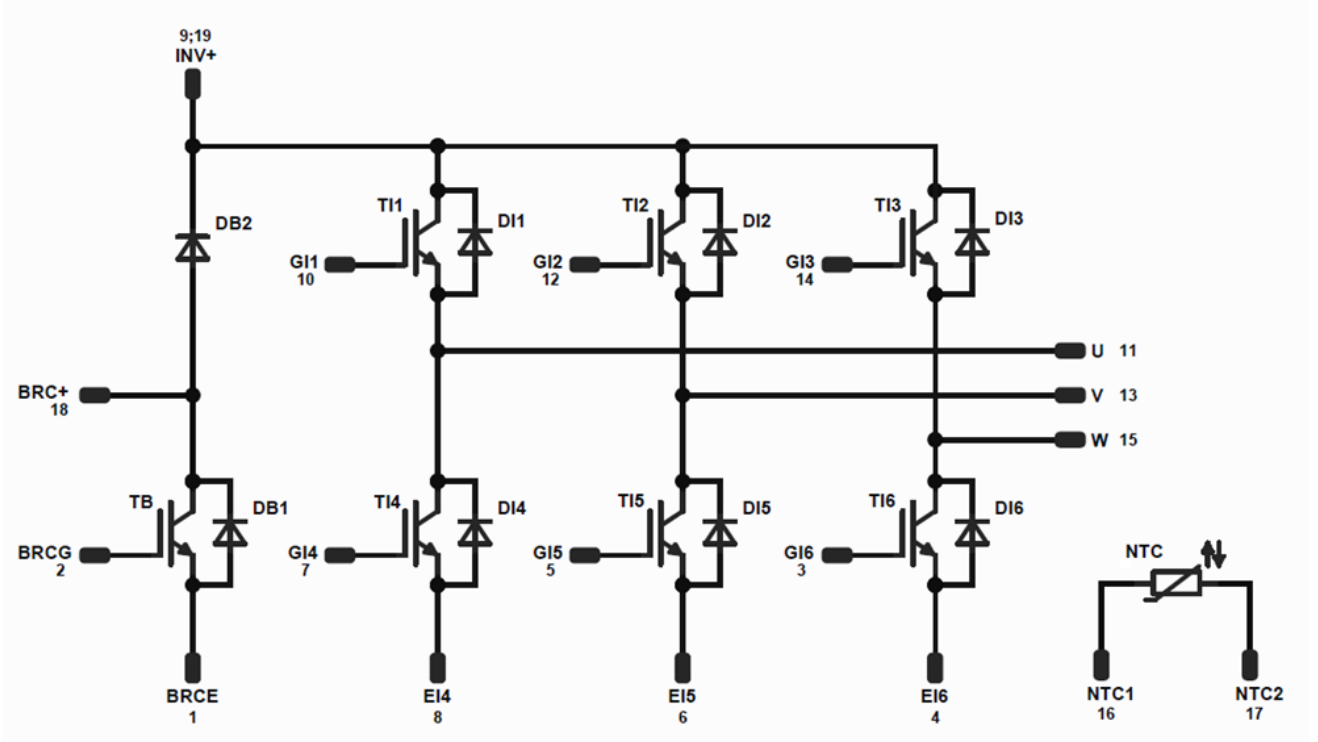 9;19
INV+
DB2
TI1
DI1
TI2
DI2
TI3
DI3
GI1
10
GI2
12
GI3
14
U 11
BRC+
18
V 13
W 15
TB
DB1
TI4
DI4
TI5
DI5
TI6
DI6
BRCG
2
GI4
7
GI5
5
GI6
3
NTC
BRCE
1
EI4
8
EI5
6
EI6
4
NTC1
16
NTC2
17